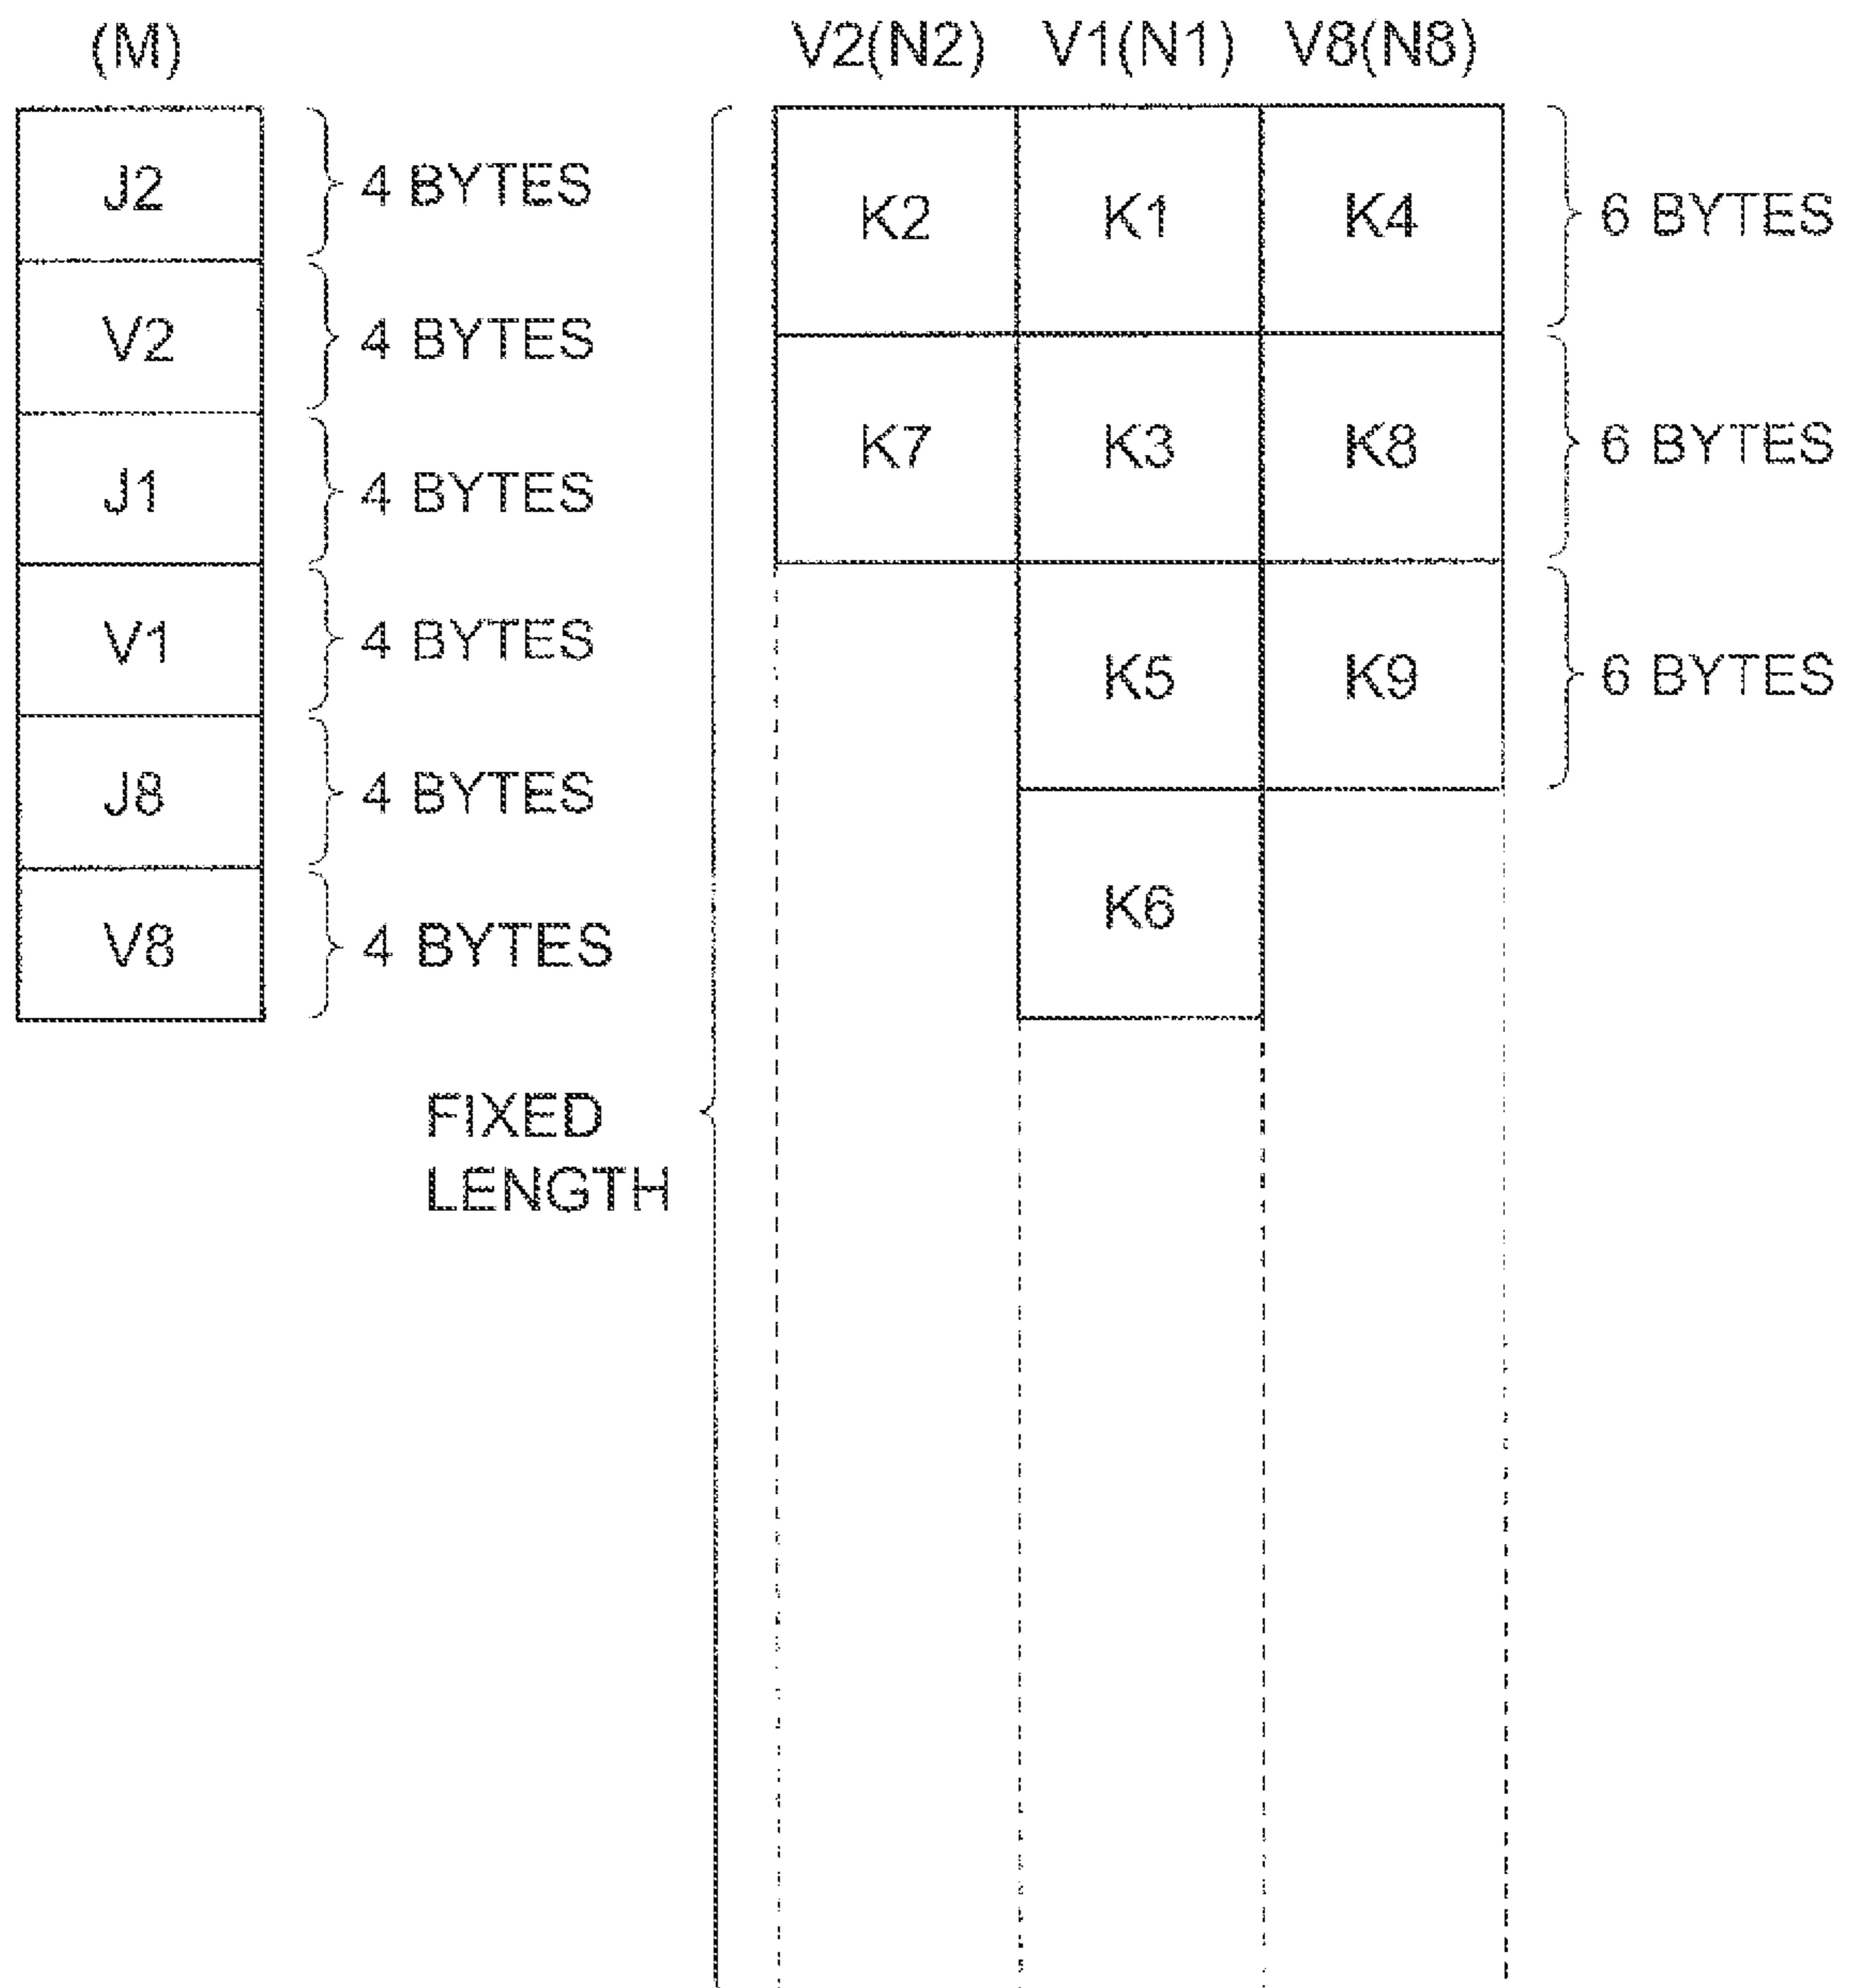 (M)
J2
4 BYTES
V2
4 BYTES
J1
4 BYTES
V1
4 BYTES
J8
4 BYTES
V8
4 BYTES
FIXED
LENGTH
V2(N2) V1(N1) V8(N8)
K2 K1 K4
6 BYTES
K7 K3 K8
6 BYTES
K5 K9
6 BYTES
K6